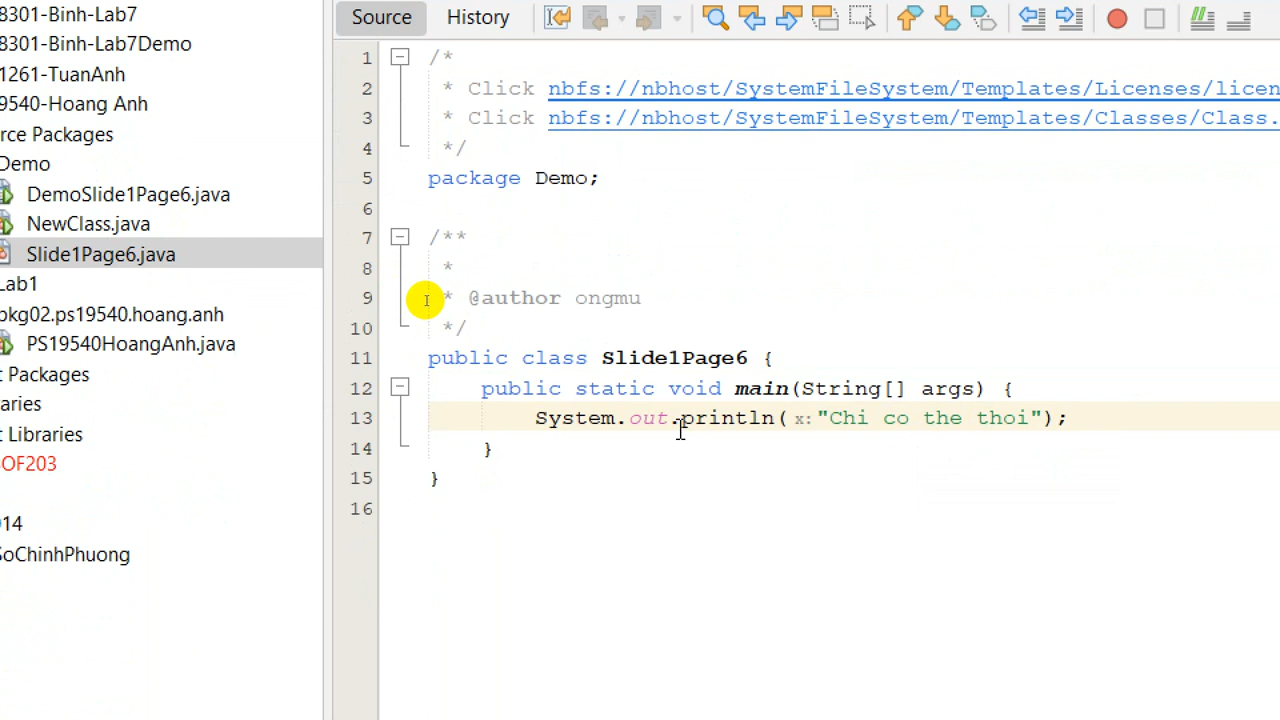 8301-Binh-Lab7
8301-Binh-Lab7Demo
1261-TuanAnh
9540-Hoang Anh
rce Packages
Demo
DemoSlide1Page6.java
NewClass.java
Slide1Page6.java
Lab1
pkg02.ps19540.hoang.anh
PS19540HoangAnh.java
t Packages
aries
t Libraries
SOF203
014
SoChinhPhuong
Source History
1 /*
2 * Click nbfs://nbhost/SystemFileSystem/Templates/Licenses/licen
3 * Click nbfs://nbhost/SystemFileSystem/Templates/Classes/Class.
4 */
5 package Demo;
6
7 /**
8 *
9 * @author ongmu
10 */
11 public class Slide1Page6 {
12 public static void main(String[] args) {
13 System.out.println(x:"Chi co the thoi");
14 }
15 }
16